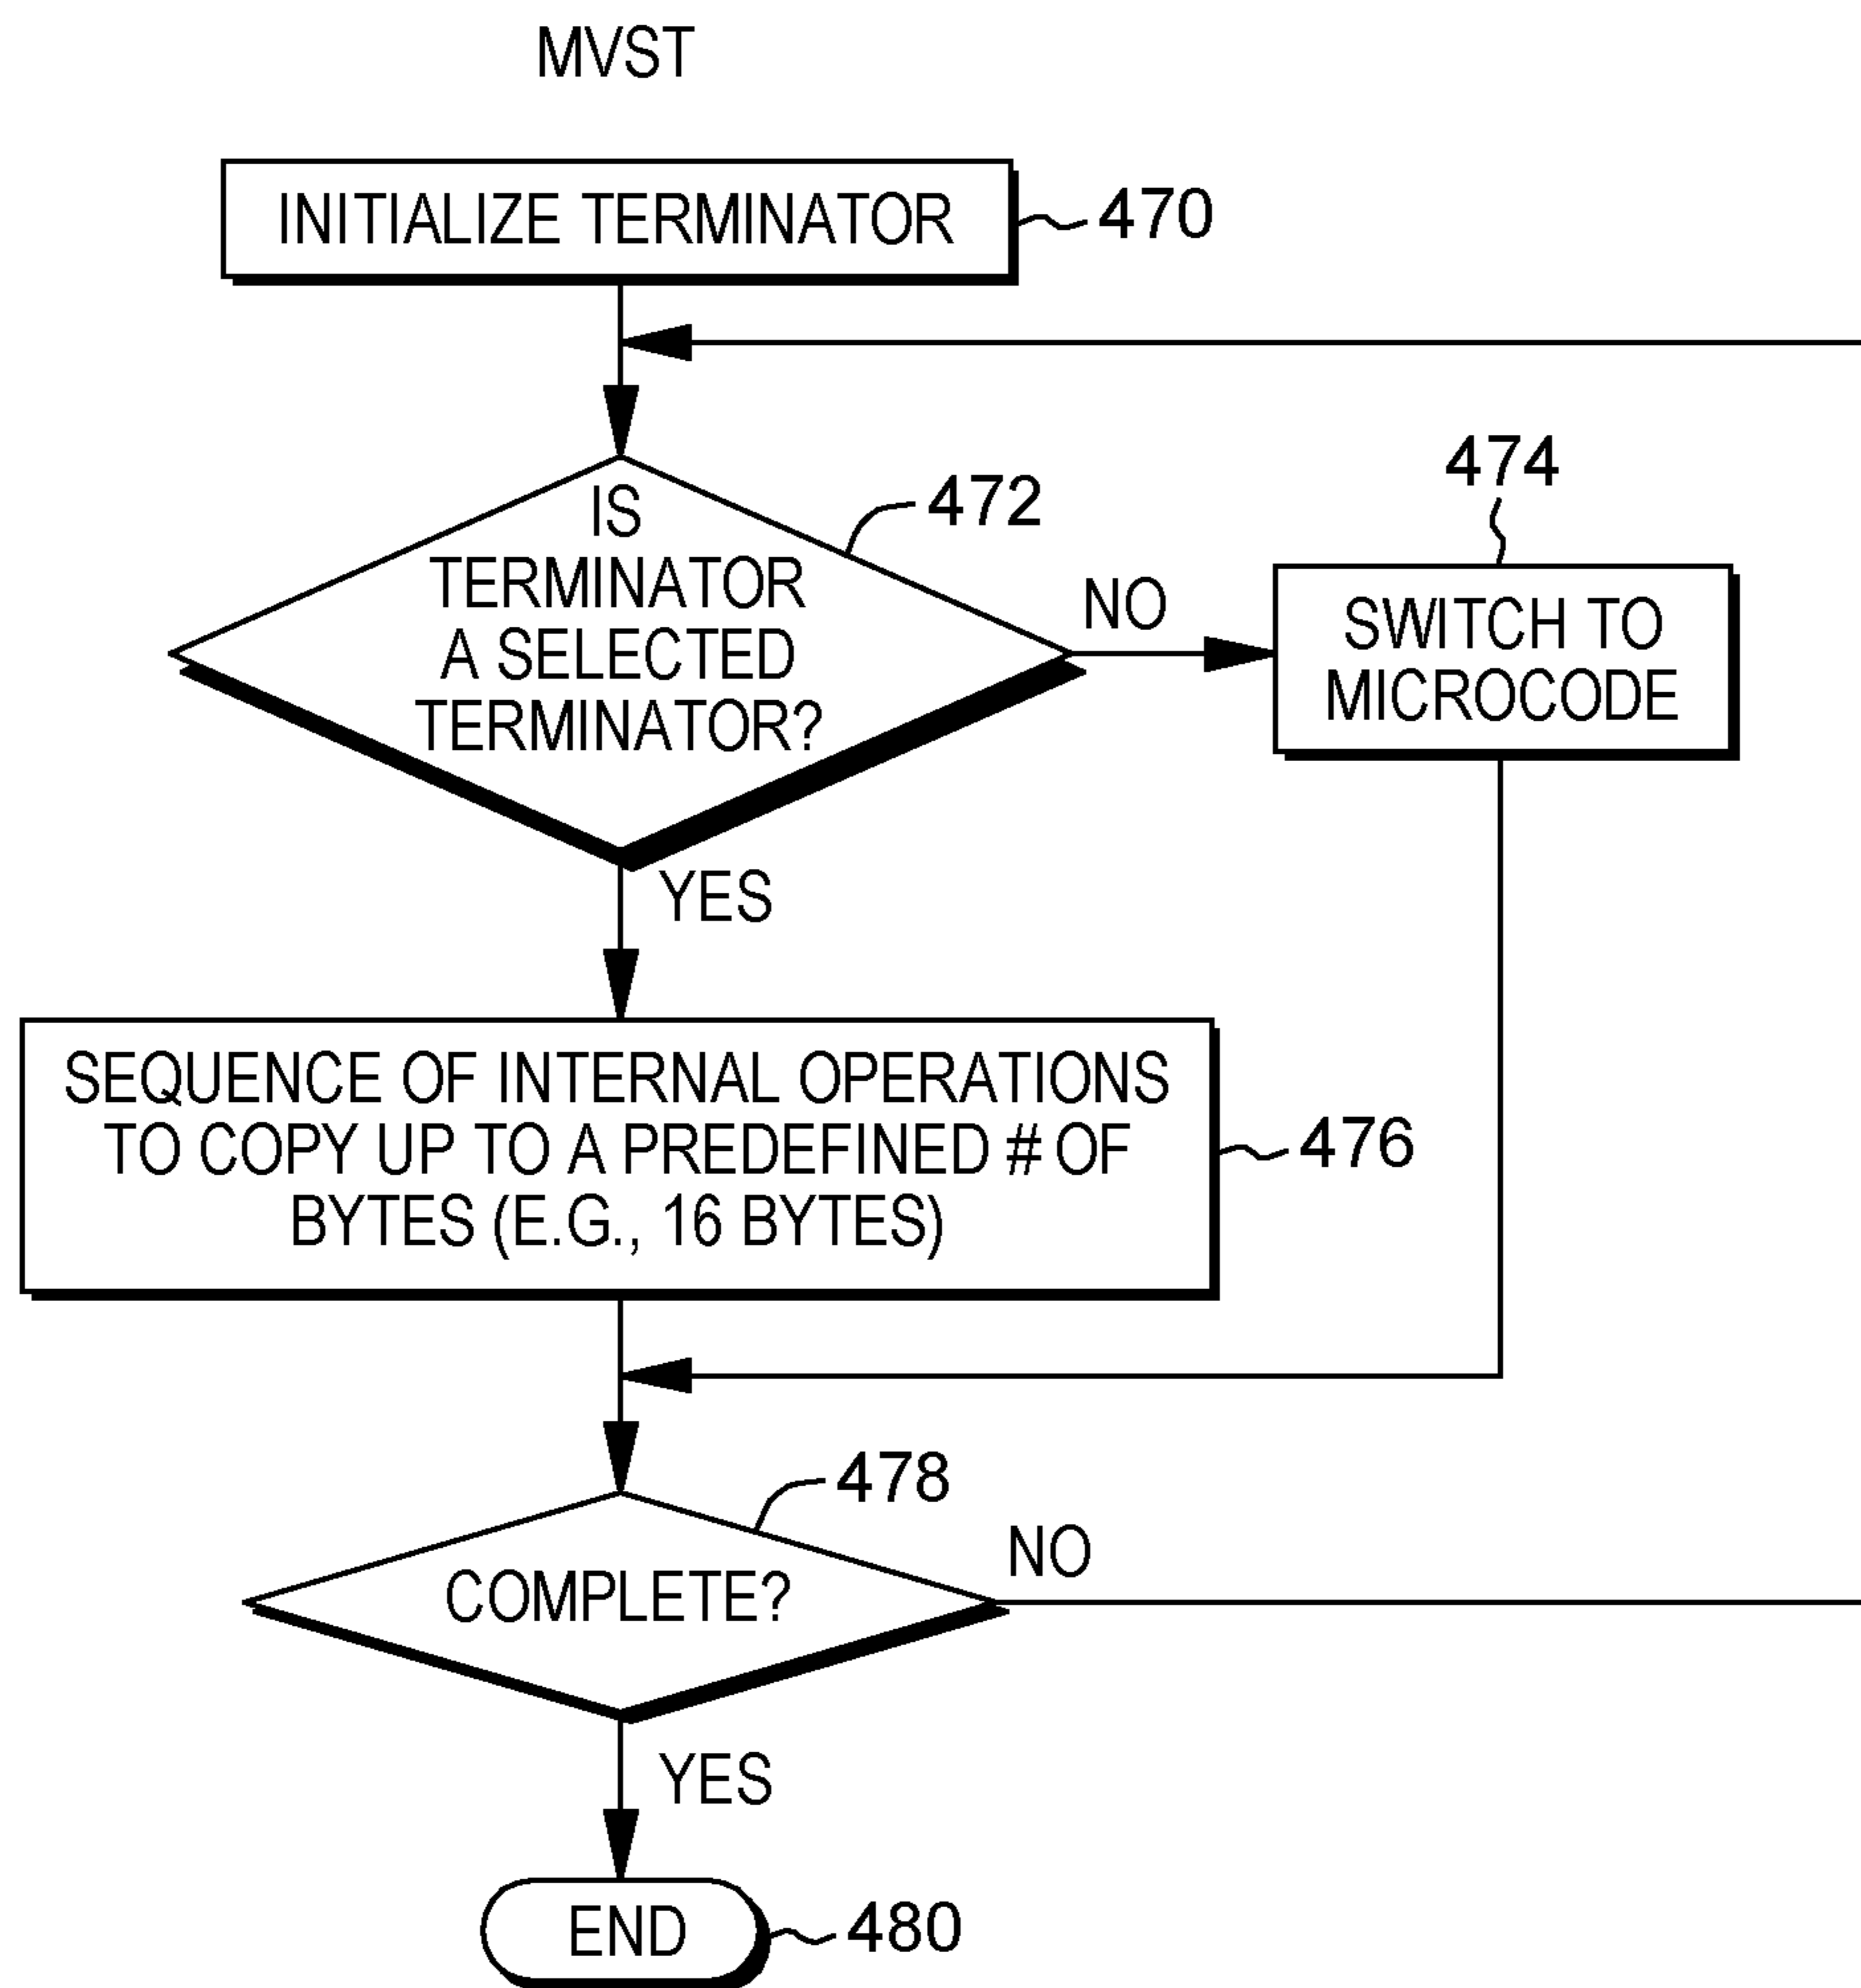 MVST
INITIALIZE TERMINATOR
470
IS
TERMINATOR
A SELECTED
TERMINATOR?
472
NO
474
SWITCH TO
MICROCODE
YES
SEQUENCE OF INTERNAL OPERATIONS
TO COPY UP TO A PREDEFINED # OF
BYTES (E.G., 16 BYTES)
476
478
COMPLETE?
NO
YES
END
480